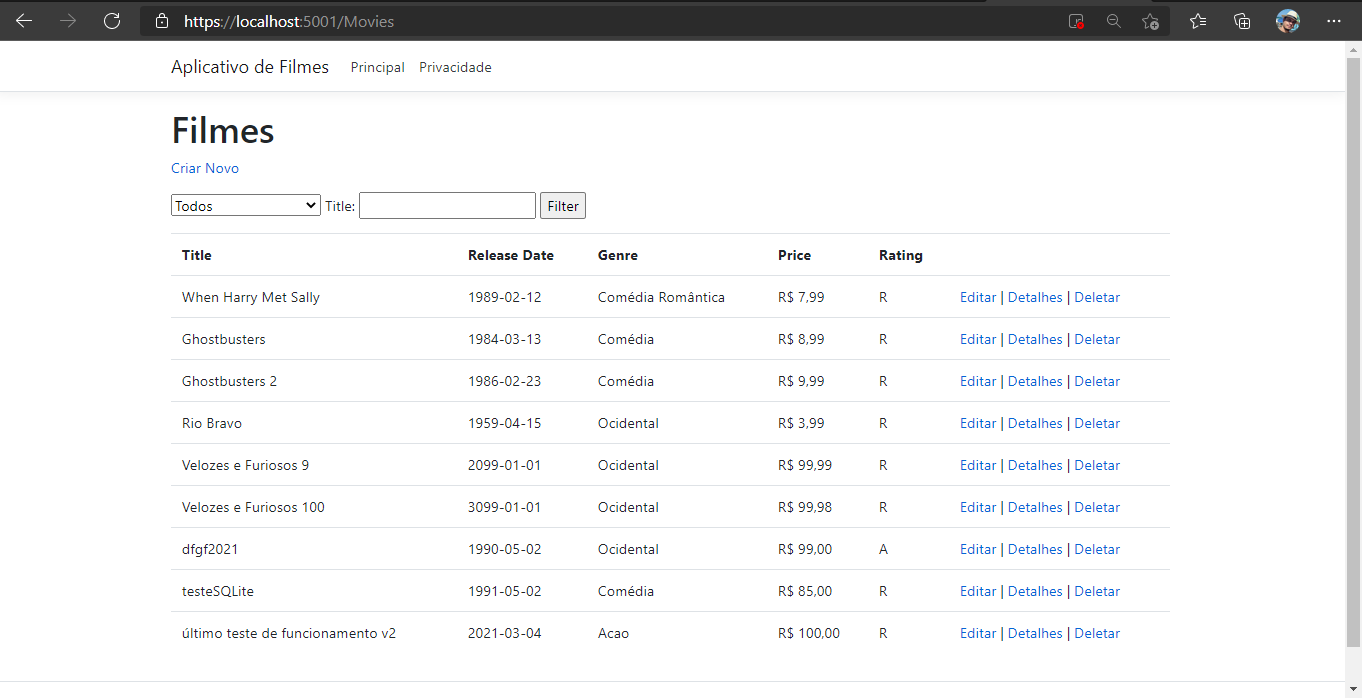 https://localhost:5001/Movies
Aplicativo de Filmes Principal Privacidade
Filmes
Criar Novo
Todos Title: Filter
Title Release Date Genre Price Rating
When Harry Met Sally 1989-02-12 Comédia Romântica R$ 7,99 R Editar | Detalhes | Deletar
Ghostbusters 1984-03-13 Comédia R$ 8,99 R Editar | Detalhes | Deletar
Ghostbusters 2 1986-02-23 Comédia R$ 9,99 R Editar | Detalhes | Deletar
Rio Bravo 1959-04-15 Ocidental R$ 3,99 R Editar | Detalhes | Deletar
Velozes e Furiosos 9 2099-01-01 Ocidental R$ 99,99 R Editar | Detalhes | Deletar
Velozes e Furiosos 100 3099-01-01 Ocidental R$ 99,98 R Editar | Detalhes | Deletar
dfgf2021 1990-05-02 Ocidental R$ 99,00 A Editar | Detalhes | Deletar
testeSQLite 1991-05-02 Comédia R$ 85,00 R Editar | Detalhes | Deletar
último teste de funcionamento v2 2021-03-04 Acao R$ 100,00 R Editar | Detalhes | Deletar